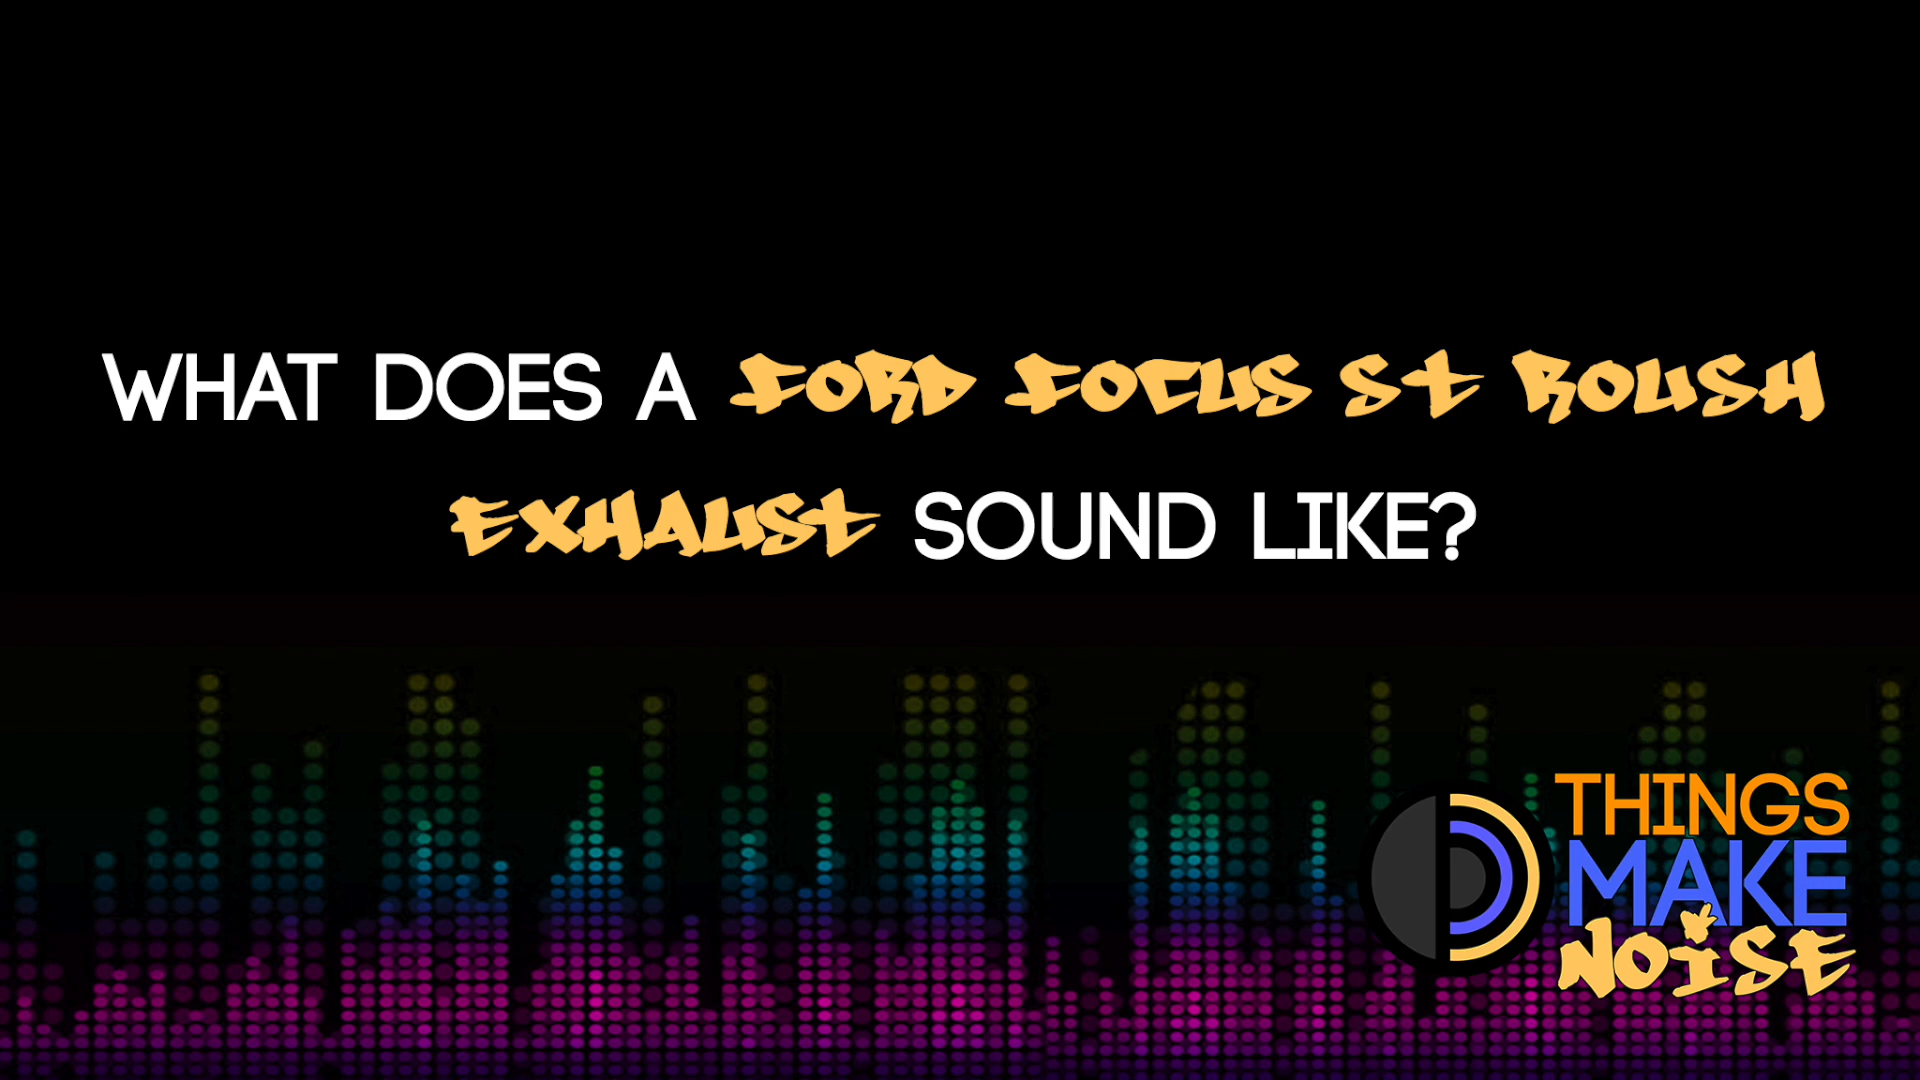 WHAT DOES A FORD FOCUS ST ROUSH
EXHAUST SOUND LIKE?
THINGS
MAKE
NOISE